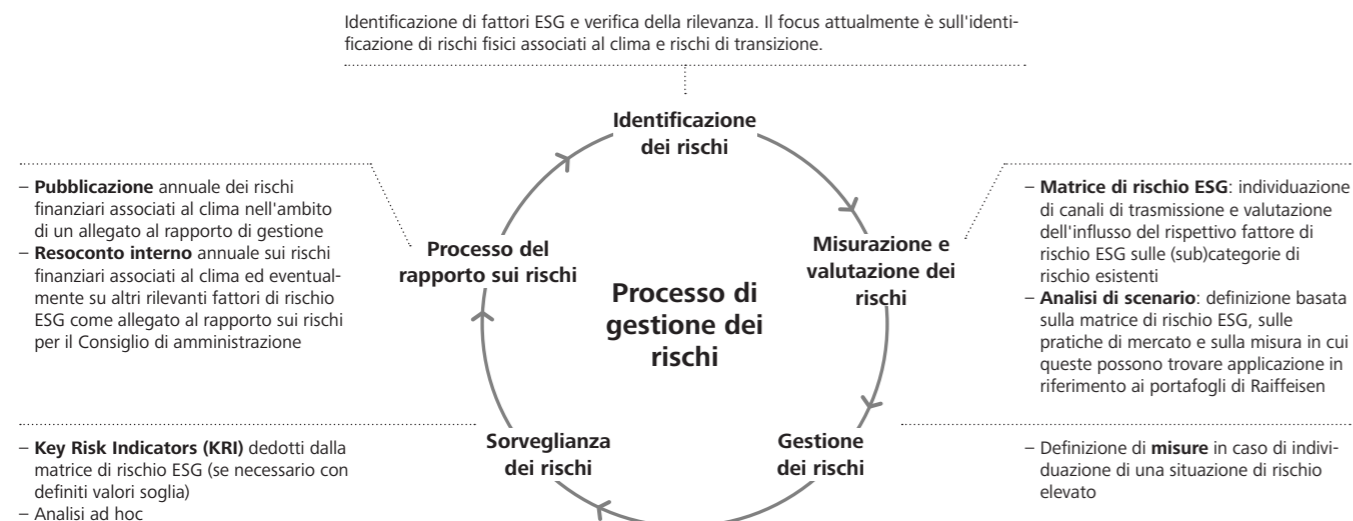 Identificazione di fattori ESG e verifica della rilevanza. Il focus attualmente è sull'identi-
ficazione di rischi fisici associati al clima e rischi di transizione.
Identificazione
dei rischi
– Pubblicazione annuale dei rischi
finanziari associati al clima nell'ambito
di un allegato al rapporto di gestione
– Resoconto interno annuale sui rischi
finanziari associati al clima ed eventual-
mente su altri rilevanti fattori di rischio
ESG come allegato al rapporto sui rischi
per il Consiglio di amministrazione
Processo del
rapporto sui rischi
Processo di
gestione dei
rischi
Misurazione e
valutazione dei
rischi
– Matrice di rischio ESG: individuazione
di canali di trasmissione e valutazione
dell'influsso del rispettivo fattore di
rischio ESG sulle (sub)categorie di
rischio esistenti
– Analisi di scenario: definizione basata
sulla matrice di rischio ESG, sulle
pratiche di mercato e sulla misura in cui
queste possono trovare applicazione in
riferimento ai portafogli di Raiffeisen
– Key Risk Indicators (KRI) dedotti dalla
matrice di rischio ESG (se necessario con
definiti valori soglia)
– Analisi ad hoc
Sorveglianza
dei rischi
Gestione
dei rischi
– Definizione di misure in caso di indivi-
duazione di una situazione di rischio
elevato